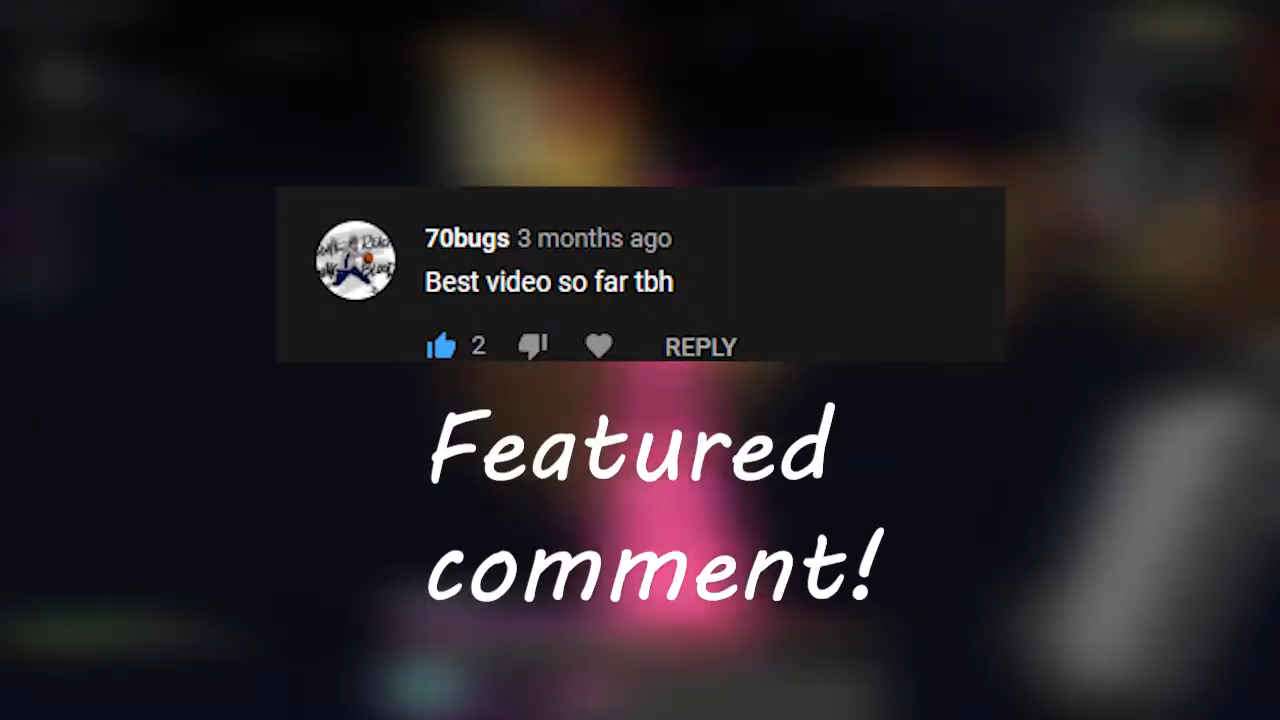 70bugs 3 months ago
Best video so far tbh
2 REPLY
Featured
comment!